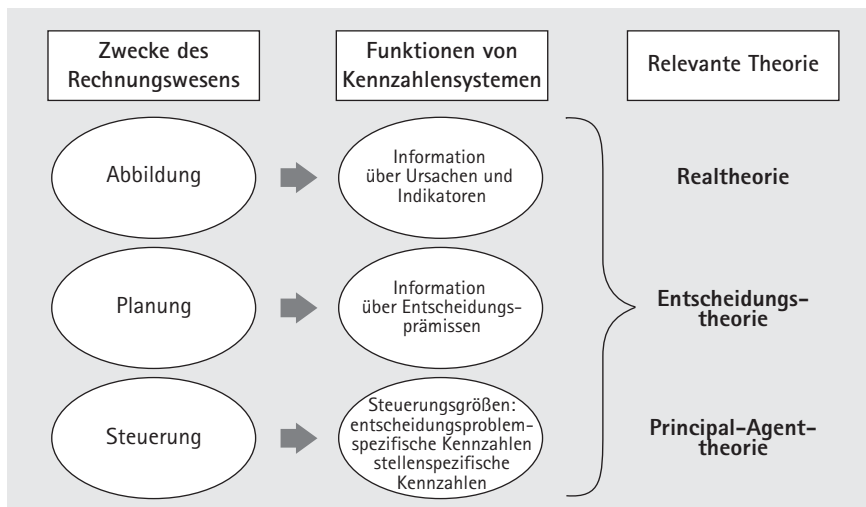 Zwecke des
Rechnungswesens
Funktionen von
Kennzahlensystemen
Relevante Theorie
Abbildung
Information
über Ursachen und
Indikatoren
Realtheorie
Planung
Information
über Entscheidungs-
prämissen
Entscheidungs-
theorie
Steuerung
Steuerungsgrößen:
entscheidungsproblem-
spezifische Kennzahlen
stellenspezifische
Kennzahlen
Principal-Agent-
theorie